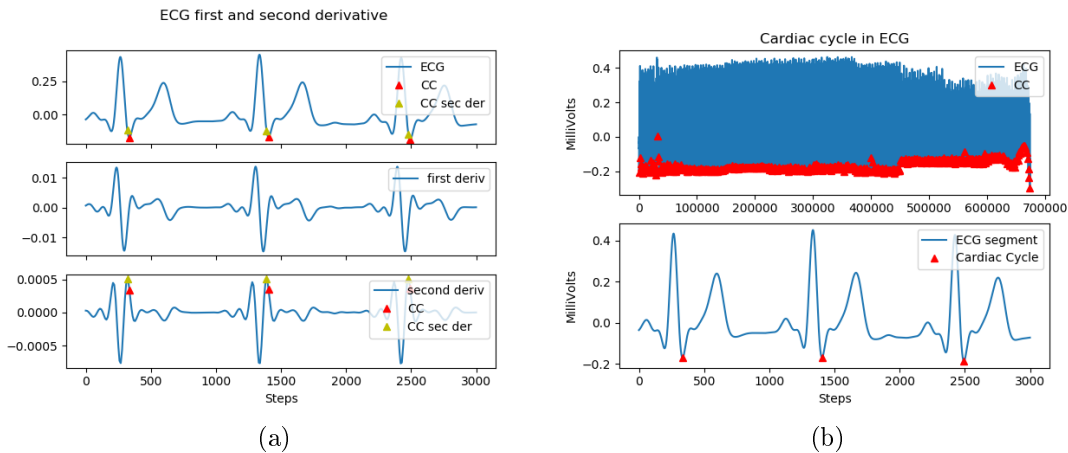 ECG first and second derivative
0.25
0.00
ECG
CC
CC sec der
0.01
0.00
−0.01
first deriv
0.0005
0.0000
−0.0005
second deriv
CC
CC sec der
0 500 1000 1500 2000 2500 3000
Steps
(a)
Cardiac cycle in ECG
MilliVolts
0.4
0.2
0.0
−0.2
ECG
CC
0 100000 200000 300000 400000 500000 600000 700000
MilliVolts
0.4
0.2
0.0
−0.2
ECG segment
Cardiac Cycle
0 500 1000 1500 2000 2500 3000
Steps
(b)